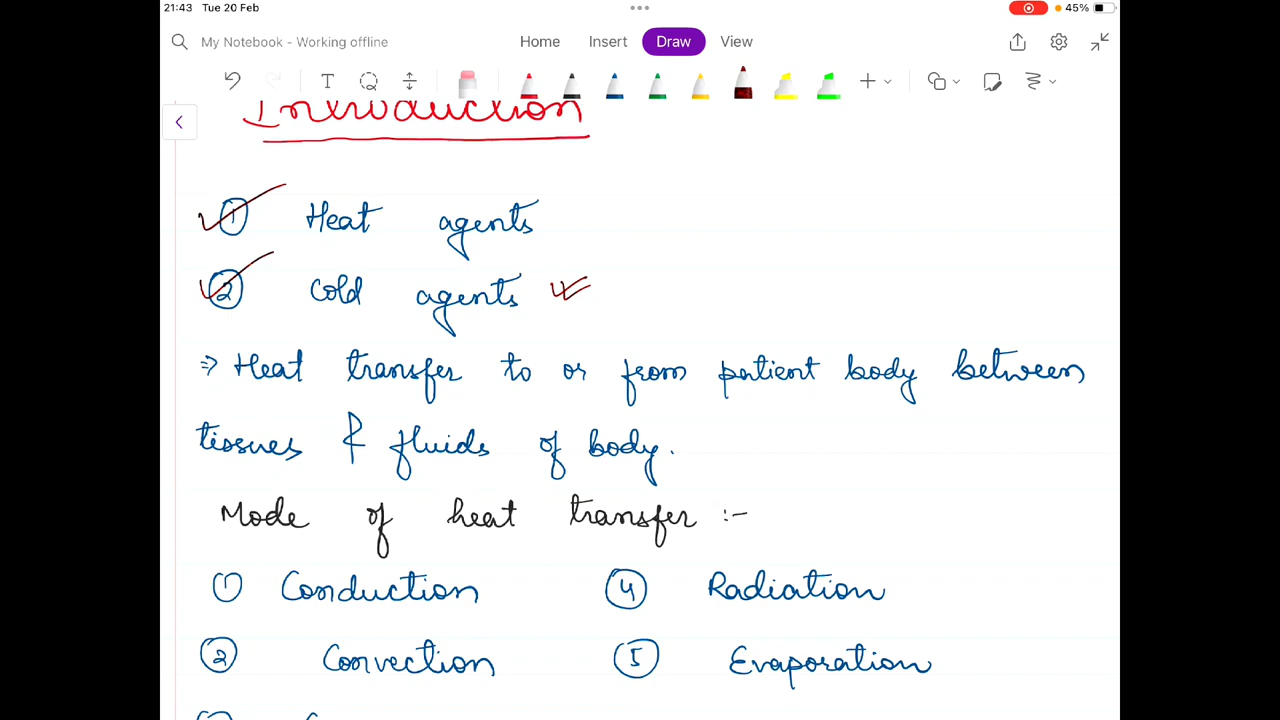 21:43 Tue 20 Feb 45%
My Notebook - Working offline Home Insert Draw View
Introduction
① Heat agents
② Cold agents
⇒ Heat transfer to or from patient body between
tissues & fluids of body.
Mode of heat transfer :-
① Conduction ④ Radiation
② Convection ⑤ Evaporation